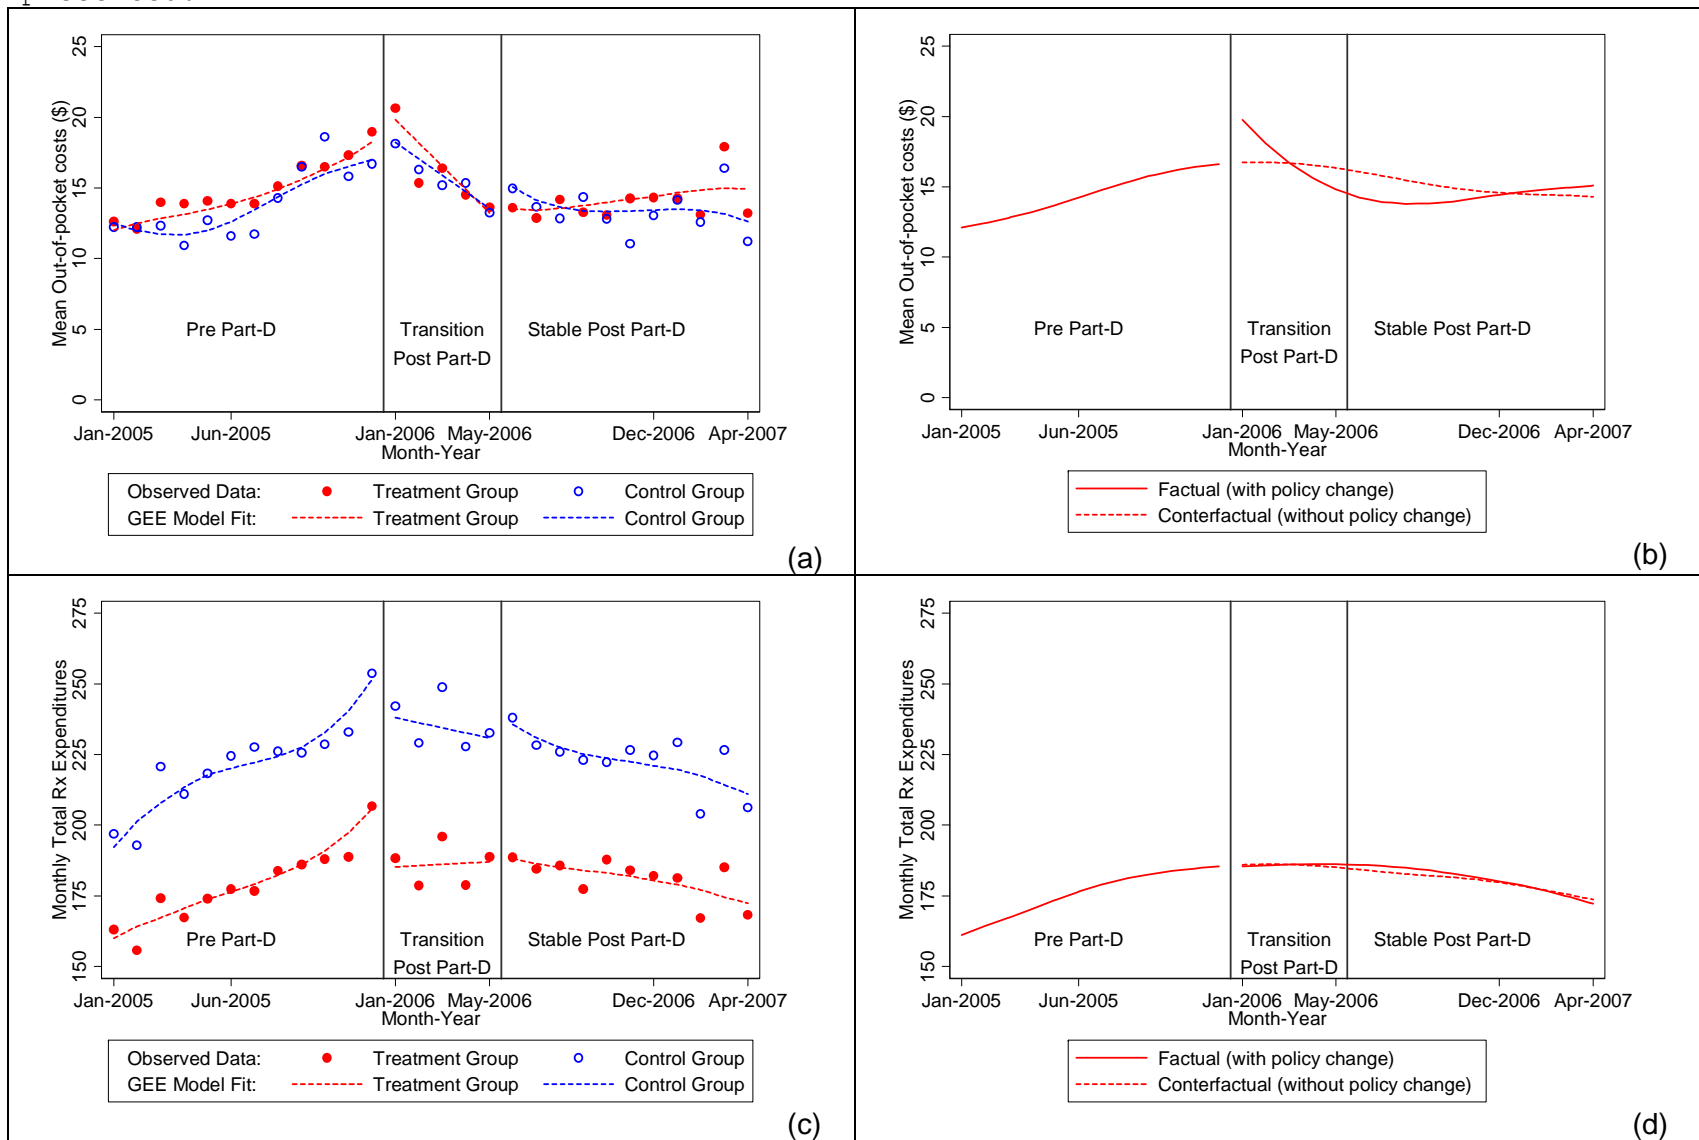 25
20
15
10
5
0
Mean Out-of-pocket costs ($)
Pre Part-D
Transition
Post Part-D
Stable Post Part-D
Jan-2005 Jun-2005 Jan-2006 May-2006 Dec-2006 Apr-2007
Month-Year
Observed Data: Treatment Group Control Group
GEE Model Fit: Treatment Group Control Group
(a)
25
20
15
10
5
0
Mean Out-of-pocket costs ($)
Pre Part-D
Transition
Post Part-D
Stable Post Part-D
Jan-2005 Jun-2005 Jan-2006 May-2006 Dec-2006 Apr-2007
Month-Year
Factual (with policy change)
Conterfactual (without policy change)
(b)
275
250
225
200
175
150
Monthly Total Rx Expenditures
Pre Part-D
Transition
Post Part-D
Stable Post Part-D
Jan-2005 Jun-2005 Jan-2006 May-2006 Dec-2006 Apr-2007
Month-Year
Observed Data: Treatment Group Control Group
GEE Model Fit: Treatment Group Control Group
(c)
275
250
225
200
175
150
Monthly Total Rx Expenditures
Pre Part-D
Transition
Post Part-D
Stable Post Part-D
Jan-2005 Jun-2005 Jan-2006 May-2006 Dec-2006 Apr-2007
Month-Year
Factual (with policy change)
Conterfactual (without policy change)
(d)